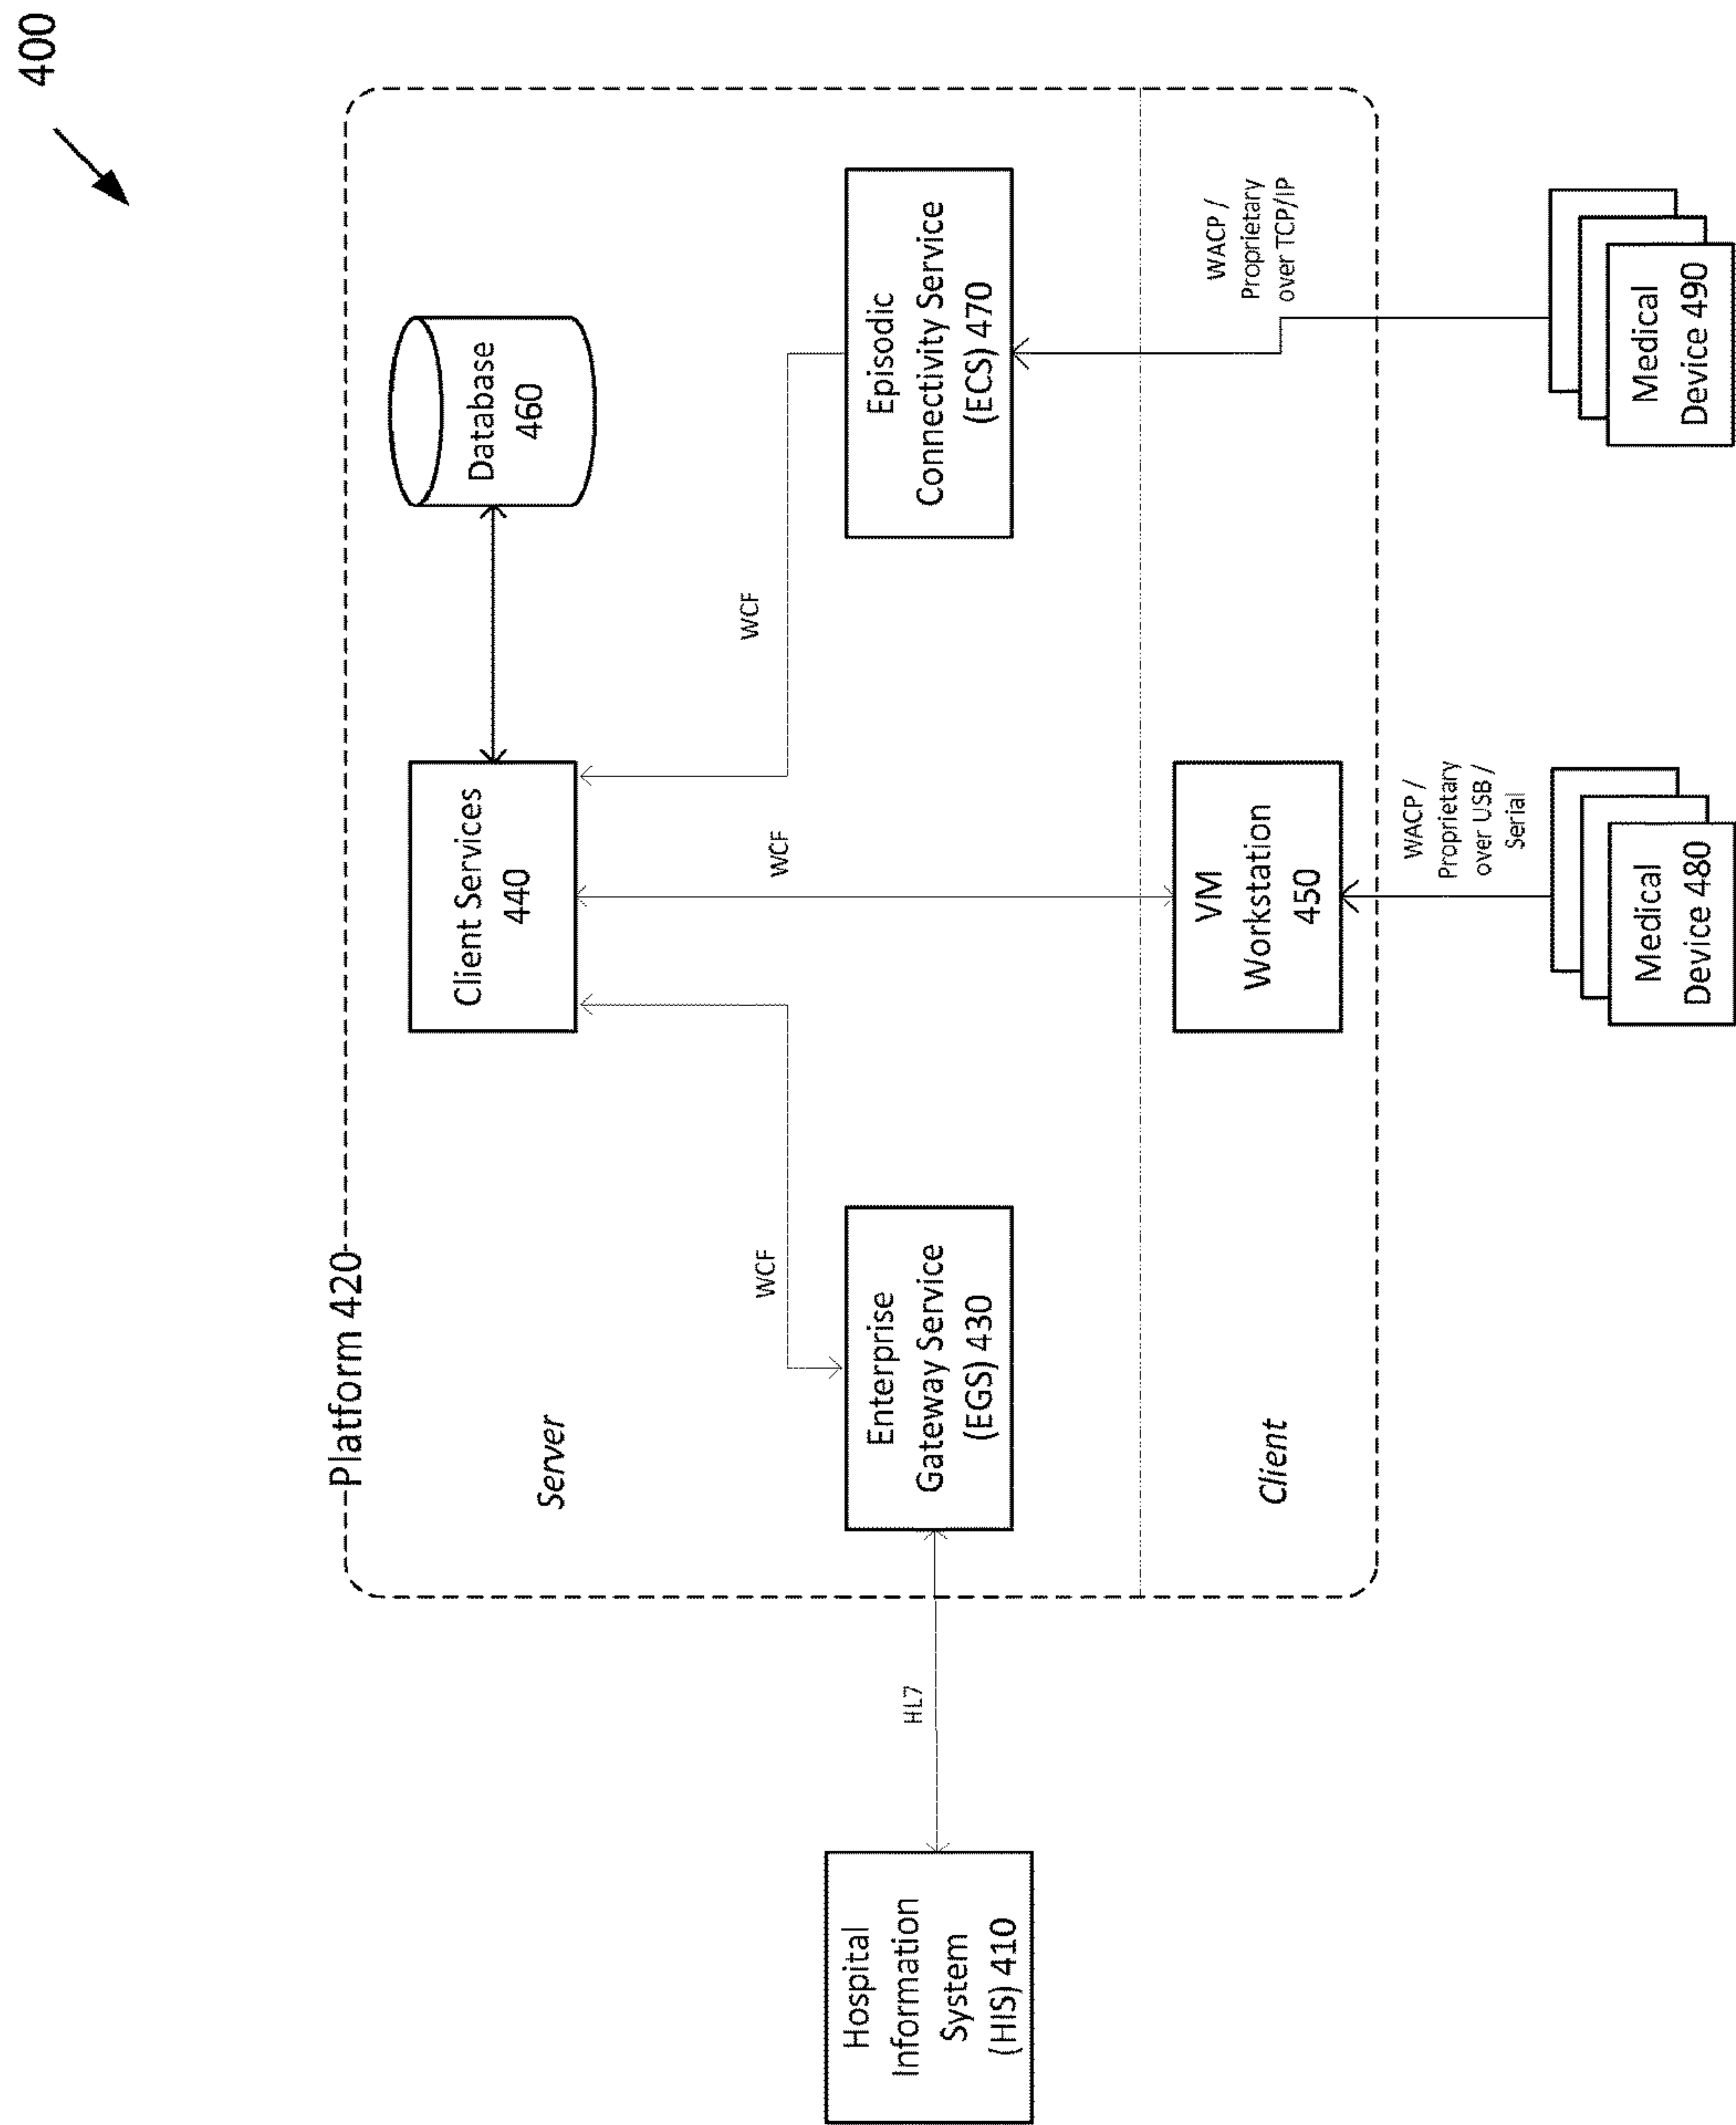 400
Platform 420
Server
Client Services
440
Database
460
WCF
WCF
WCF
Hospital
Information
System
(HIS) 410
HL7
Enterprise
Gateway Service
(EGS) 430
Episodic
Connectivity Service
(ECS) 470
Client
VM
Workstation
450
WACP /
Proprietary
over TCP/IP
WACP /
Proprietary
over USB /
Serial
Medical
Device 480
Medical
Device 490